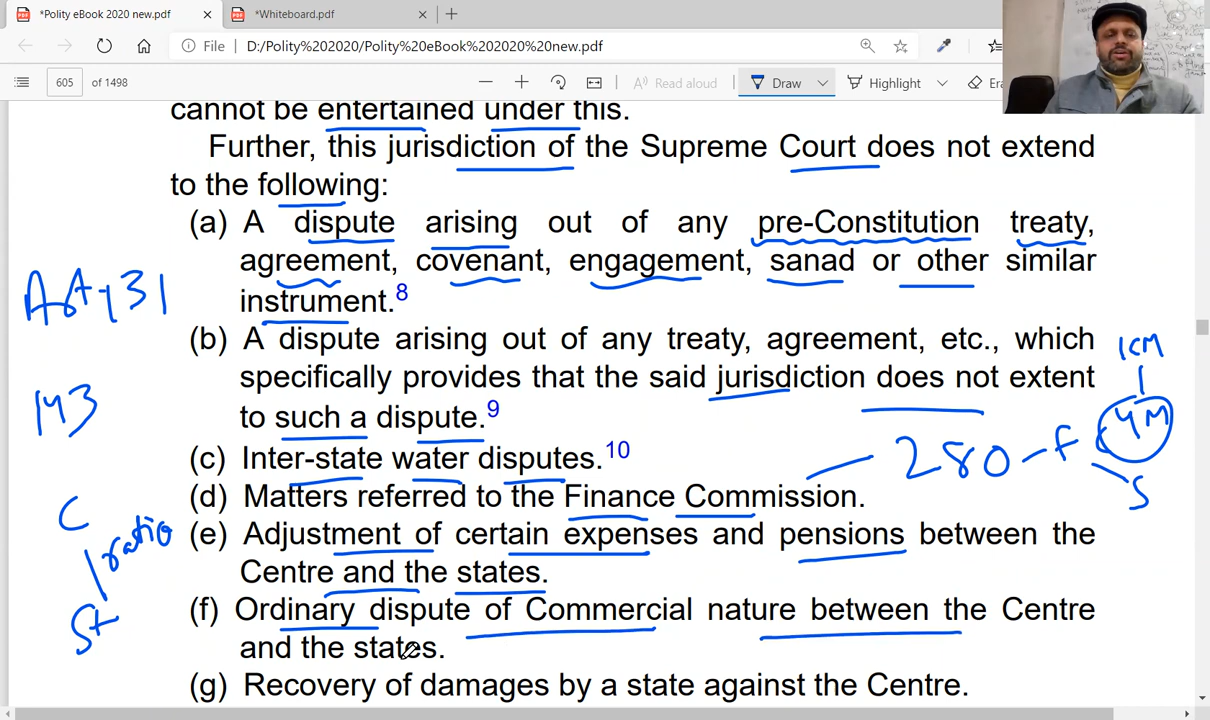 *Polity eBook 2020 new.pdf
*Whiteboard.pdf
File D:/Polity%202020/Polity%20eBook%202020%20new.pdf
605 of 1498
Read aloud Draw Highlight Era
cannot be entertained under this.
Further, this jurisdiction of the Supreme Court does not extend
to the following:
(a) A dispute arising out of any pre-Constitution treaty,
agreement, covenant, engagement, sanad or other similar
instrument.8
(b) A dispute arising out of any treaty, agreement, etc., which
specifically provides that the said jurisdiction does not extent
to such a dispute.9
(c) Inter-state water disputes.10
(d) Matters referred to the Finance Commission.
(e) Adjustment of certain expenses and pensions between the
Centre and the states.
(f) Ordinary dispute of Commercial nature between the Centre
and the states.
(g) Recovery of damages by a state against the Centre.
131
143
C
ratio
St
280 - F
1CM
4M
S